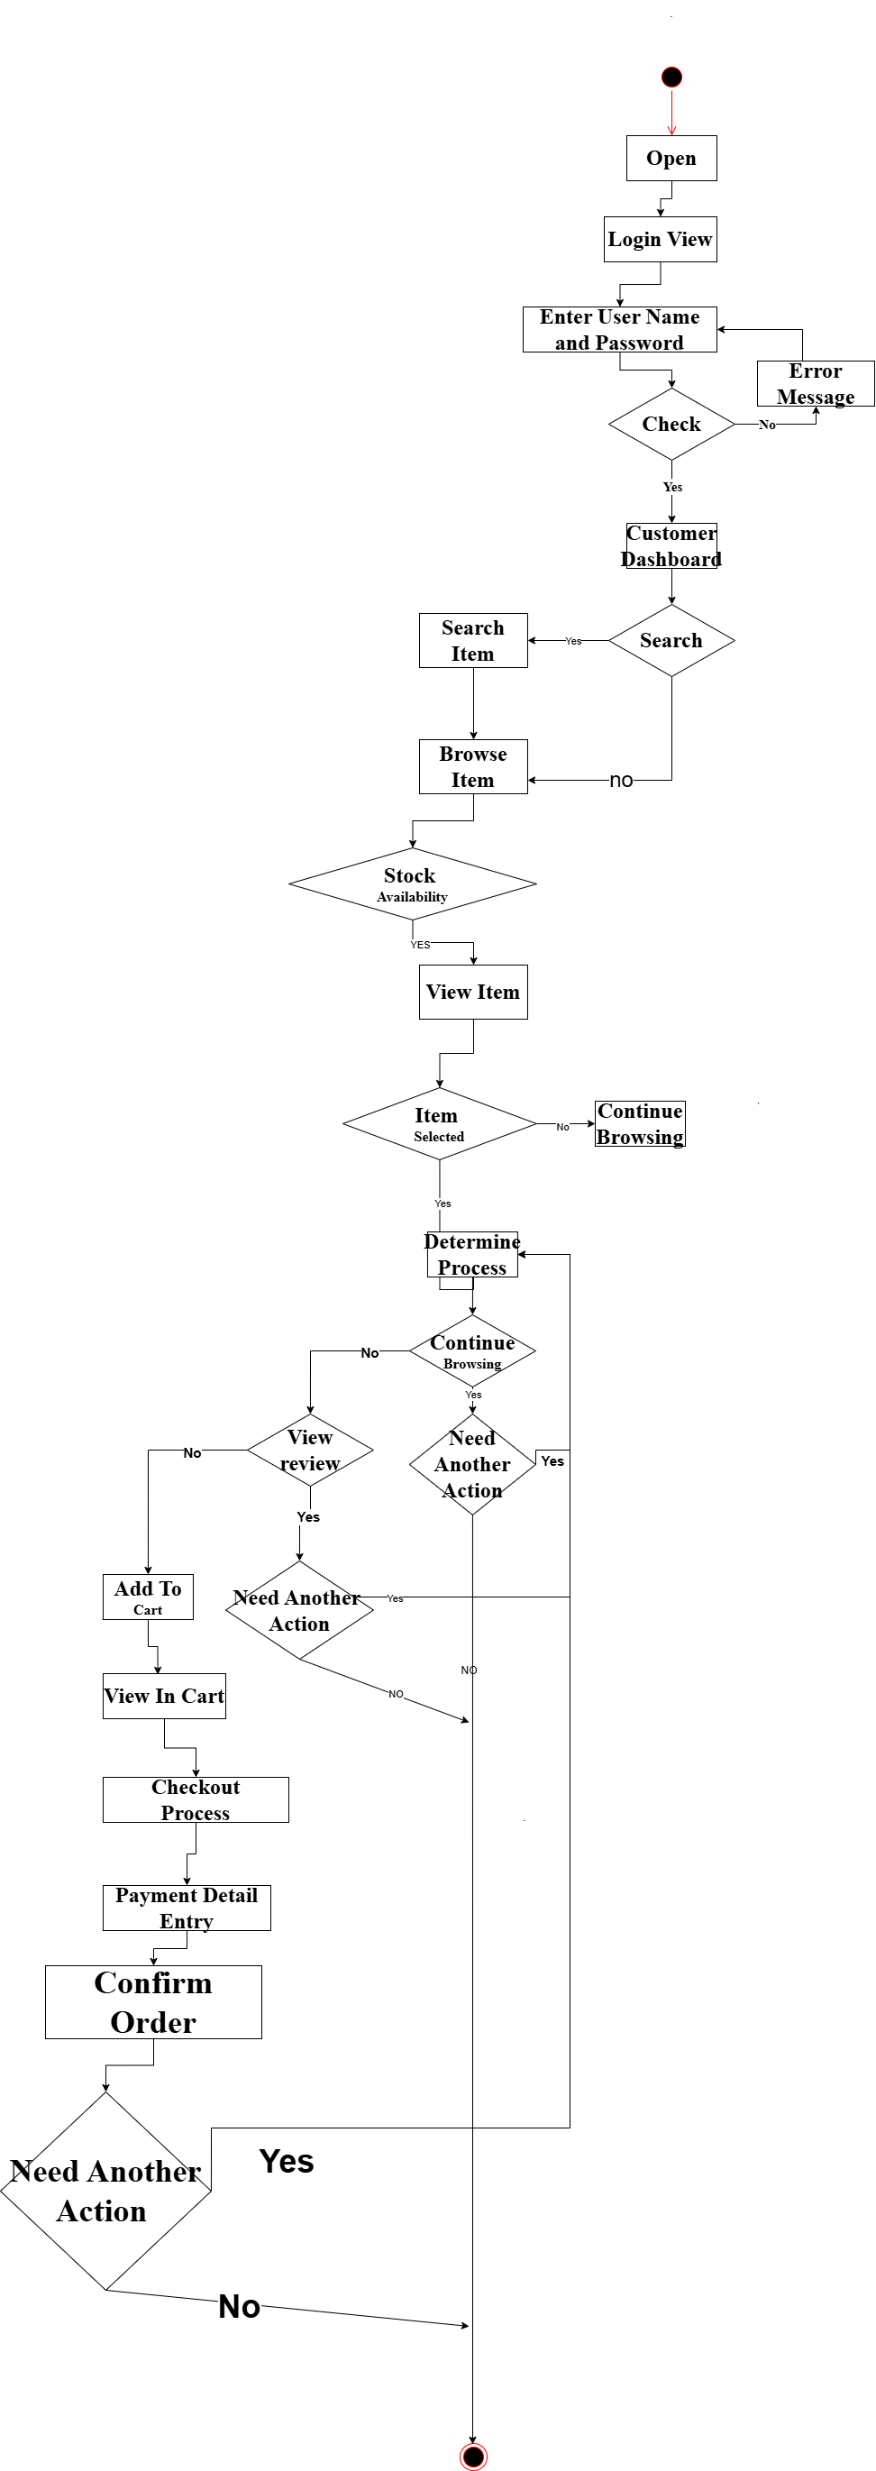 Open
Login View
Enter User Name
and Password
Error
Message
Check
No
Yes
Customer
Dashboard
Search
Yes
Search
Item
Browse
Item
no
Stock
Availability
YES
View Item
Item
Selected
No
Continue
Browsing
Yes
Determine
Process
Continue
Browsing
No
Yes
View
review
No
Need
Another
Action
Yes
Yes
Add To
Cart
Need Another
Action
Yes
NO
NO
View In Cart
Checkout
Process
Payment Detail
Entry
Confirm
Order
Need Another
Action
Yes
No